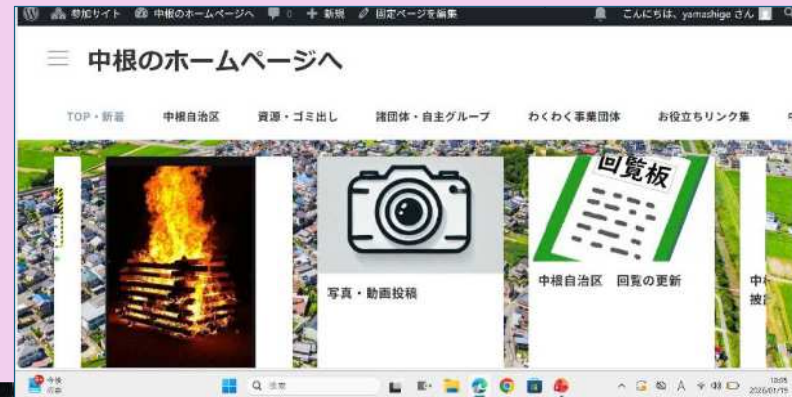 参加サイト 中根のホームページへ 0 新規 固定ページを編集 こんにちは、yamashige さん
中根のホームページへ
TOP・新着 中根自治区 資源・ゴミ出し 諸団体・自主グループ わくわく事業団体 お役立ちリンク集
回覧板
写真・動画投稿
中根自治区 回覧の更新
今後
検索
A
2026/01/15